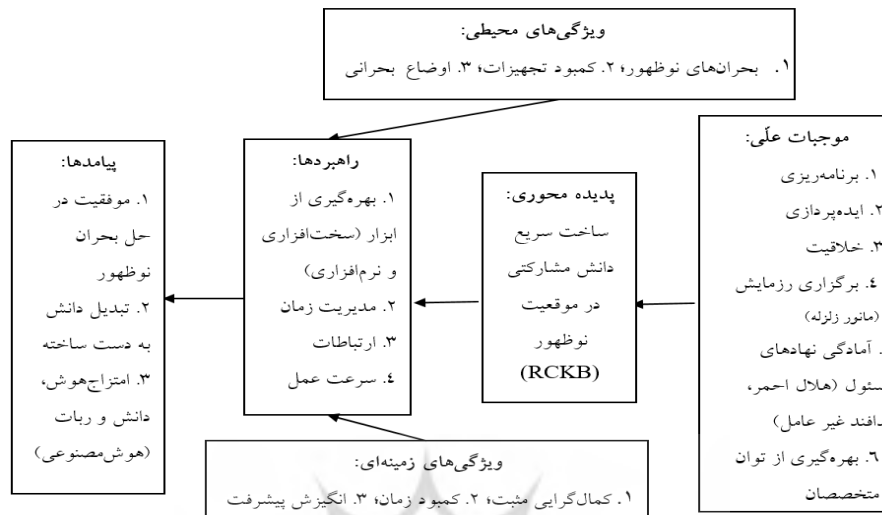 ویژگی‌های محیطی:
۱. بحران‌های نوظهور؛ ۲. کمبود تجهیزات؛ ۳. اوضاع بحرانی
موجبات علّی:
۱. برنامه‌ریزی
۲. ایده‌پردازی
۳. خلاقیت
٤. برگزاری رزمایش
(مانور زلزله)
. آمادگی نهادهای
سئول (هلال احمر،
دافند غیر عامل)
٦. بهره‌گیری از توان
متخصصان
پدیده محوری:
ساخت سریع
دانش مشارکتی
در موقعیت
نوظهور
(RCKB)
راهبردها:
۱. بهره‌گیری از
ابزار (سخت‌افزاری
و نرم‌افزاری)
۲. مدیریت زمان
۳. ارتباطات
٤. سرعت عمل
پیامدها:
۱. موفقیت در
حل بحران
نوظهور
۲. تبدیل دانش
به دست ساخته
۳. امتزاج‌هوش،
دانش و ربات
(هوش‌مصنوعی)
ویژگی‌های زمینه‌ای:
۱. کمال‌گرایی مثبت؛ ۲. کمبود زمان؛ ۳. انگیزش پیشرفت